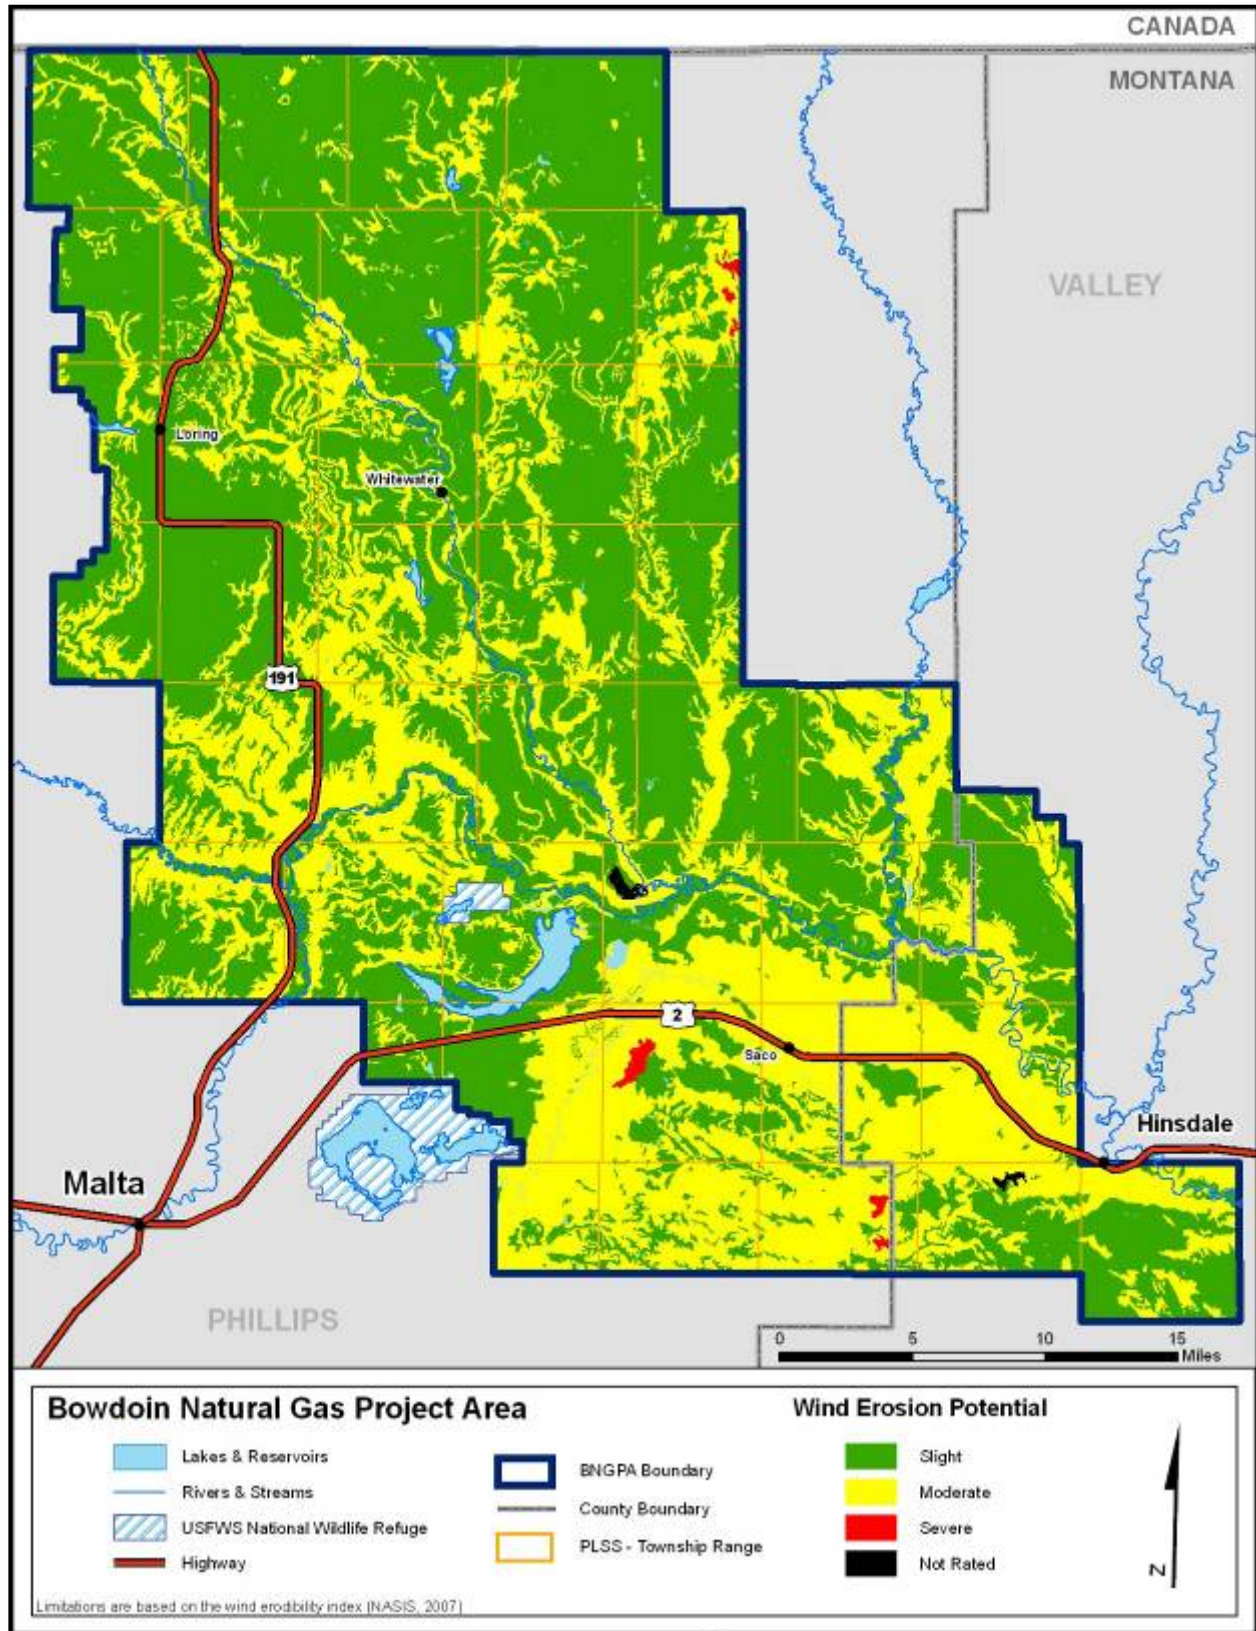 CANADA
MONTANA
VALLEY
Loring
Whitewater
191
2
Saco
Hinsdale
Malta
PHILLIPS
0 5 10 15
Miles
Bowdoin Natural Gas Project Area
Lakes & Reservoirs
Rivers & Streams
USFWS National Wildlife Refuge
Highway
BNGPA Boundary
County Boundary
PLSS - Township Range
Wind Erosion Potential
Slight
Moderate
Severe
Not Rated
N
Limitations are based on the wind erodibility index (NASIS, 2007)